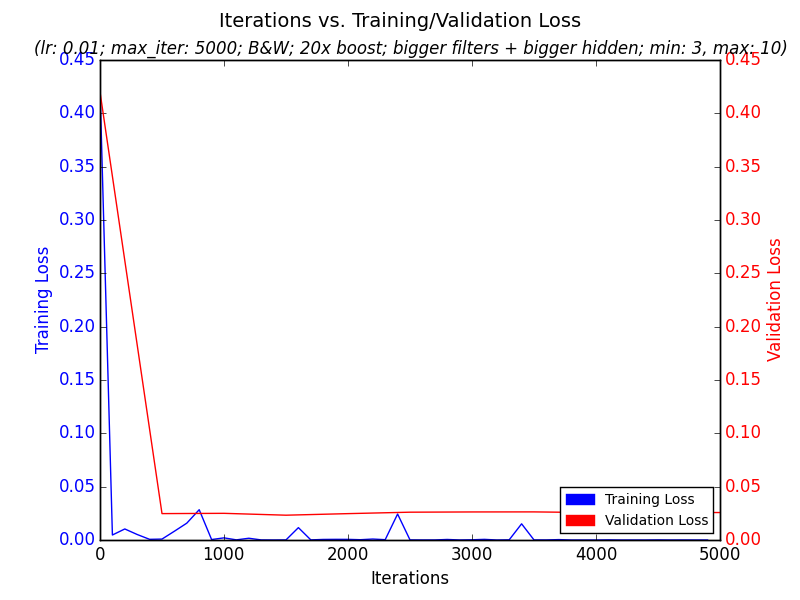 Iterations vs. Training/Validation Loss
(lr: 0.01; max_iter: 5000; B&W; 20x boost; bigger filters + bigger hidden; min: 3, max: 10)
0.45
0.40
0.35
0.30
0.25
0.20
0.15
0.10
0.05
0.00
Training Loss
0.45
0.40
0.35
0.30
0.25
0.20
0.15
0.10
0.05
0.00
Validation Loss
Training Loss
Validation Loss
0 1000 2000 3000 4000 5000
Iterations